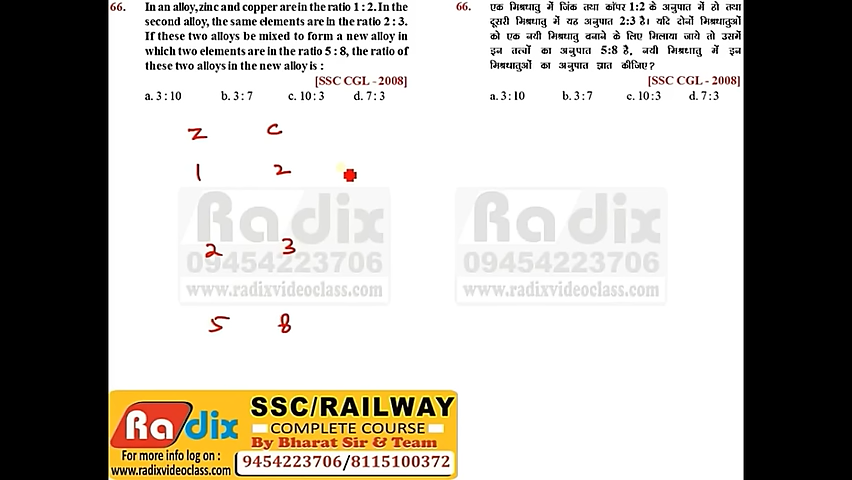 66. In an alloy, zinc and copper are in the ratio 1 : 2. In the
second alloy, the same elements are in the ratio 2 : 3.
If these two alloys be mixed to form a new alloy in
which two elements are in the ratio 5 : 8, the ratio of
these two alloys in the new alloy is :
[SSC CGL - 2008]
a. 3 : 10 b. 3 : 7 c. 10 : 3 d. 7 : 3
66. एक मिश्रधातु में जिंक तथा कॉपर 1:2 के अनुपात में हो तथा
दूसरी मिश्रधातु में यह अनुपात 2:3 है। यदि दोनों मिश्रधातुओं
को एक नयी मिश्रधातु बनाने के लिए मिलाया जाये तो उसमें
इन तत्वों का अनुपात 5:8 है, नयी मिश्रधातु में इन
मिश्रधातुओं का अनुपात ज्ञात कीजिए?
[SSC CGL - 2008]
a. 3 : 10 b. 3 : 7 c. 10 : 3 d. 7 : 3
Z C
1 2
2 3
5 8
Radix
09454223706
www.radixvideoclass.com
Radix
09454223706
www.radixvideoclass.com
Radix
For more info log on :
www.radixvideoclass.com
SSC/RAILWAY
COMPLETE COURSE
By Bharat Sir & Team
9454223706/8115100372